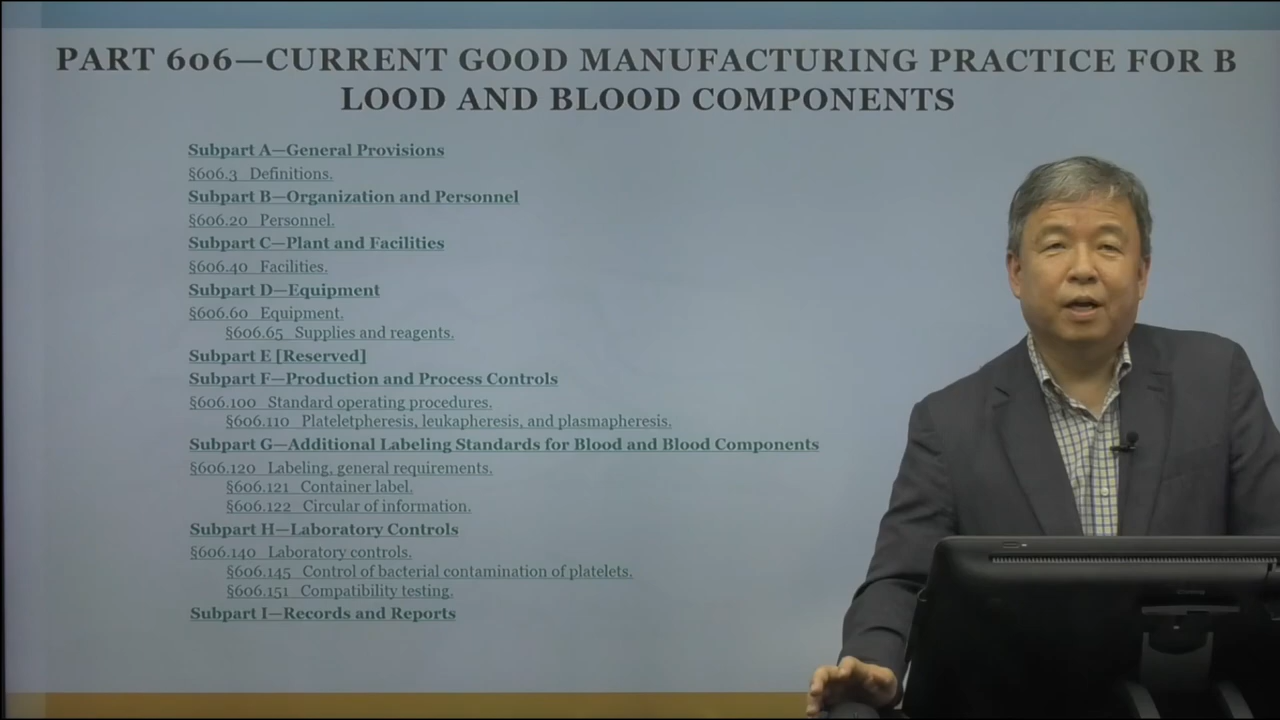 PART 606—CURRENT GOOD MANUFACTURING PRACTICE FOR B
LOOD AND BLOOD COMPONENTS
Subpart A—General Provisions
§606.3 Definitions.
Subpart B—Organization and Personnel
§606.20 Personnel.
Subpart C—Plant and Facilities
§606.40 Facilities.
Subpart D—Equipment
§606.60 Equipment.
§606.65 Supplies and reagents.
Subpart E [Reserved]
Subpart F—Production and Process Controls
§606.100 Standard operating procedures.
§606.110 Plateletpheresis, leukapheresis, and plasmapheresis.
Subpart G—Additional Labeling Standards for Blood and Blood Components
§606.120 Labeling, general requirements.
§606.121 Container label.
§606.122 Circular of information.
Subpart H—Laboratory Controls
§606.140 Laboratory controls.
§606.145 Control of bacterial contamination of platelets.
§606.151 Compatibility testing.
Subpart I—Records and Reports